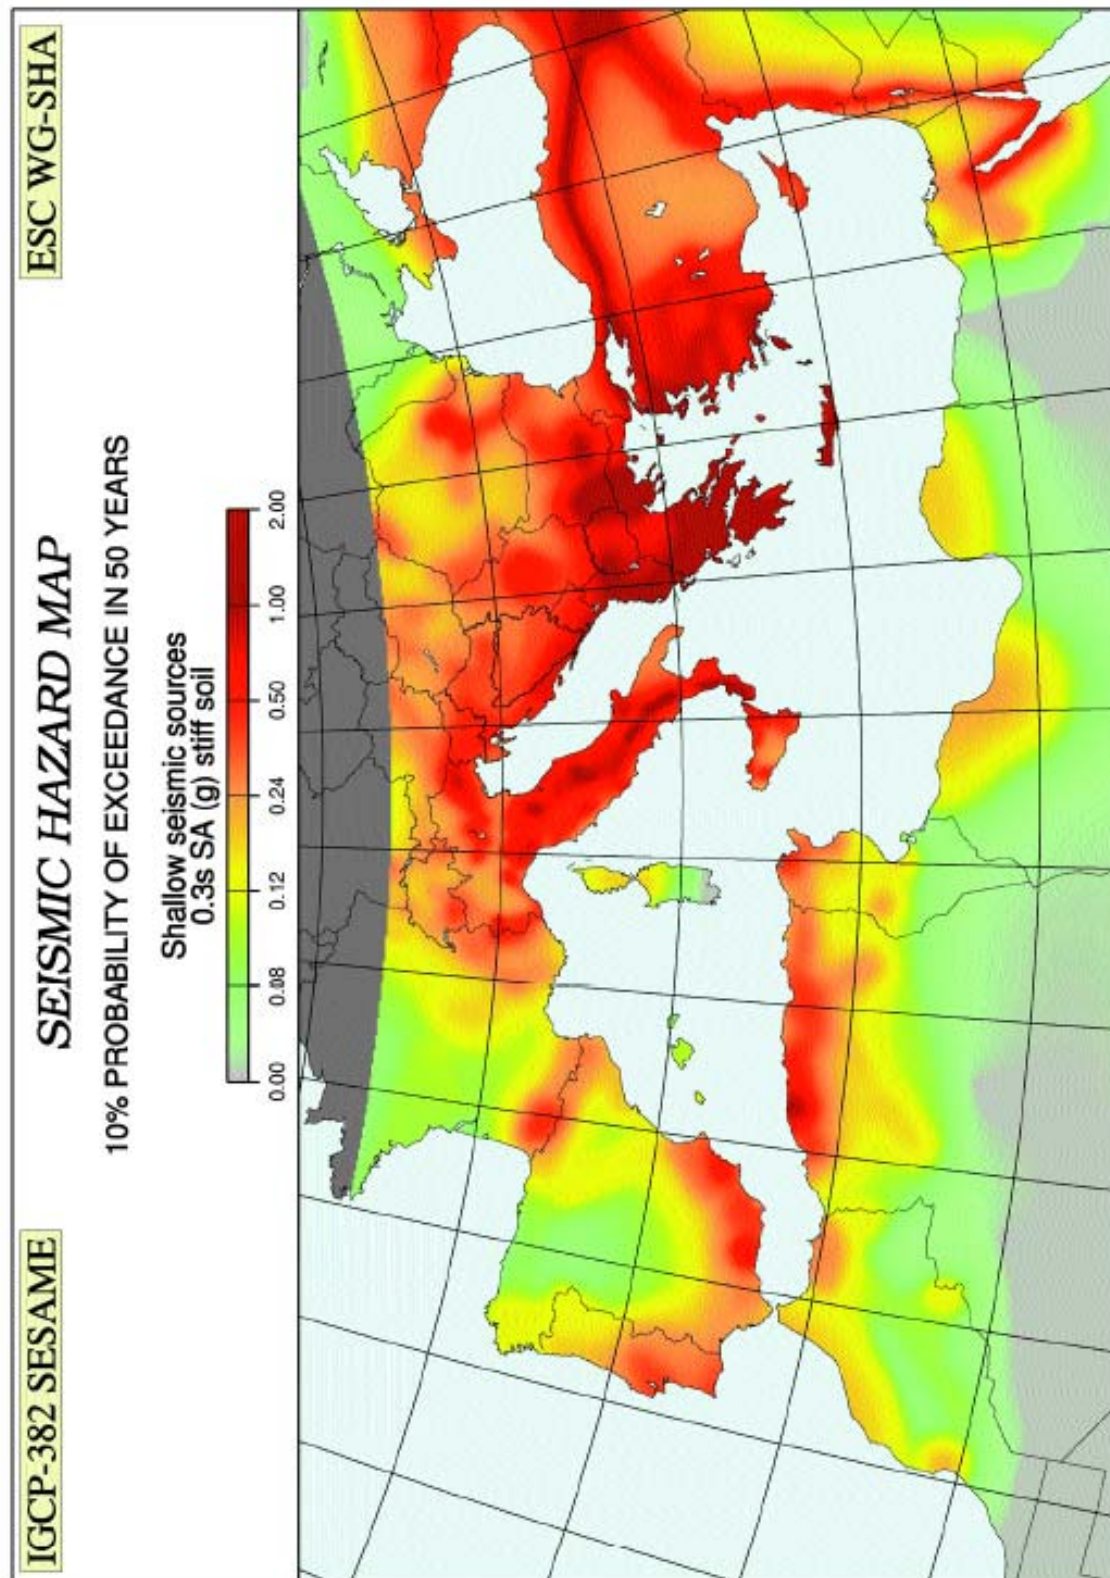 IGCP-382 SESAME
SEISMIC HAZARD MAP
ESC WG-SHA
10% PROBABILITY OF EXCEEDANCE IN 50 YEARS
Shallow seismic sources
0.3s SA (g) stiff soil
0.00 0.08 0.12 0.24 0.50 1.00 2.00